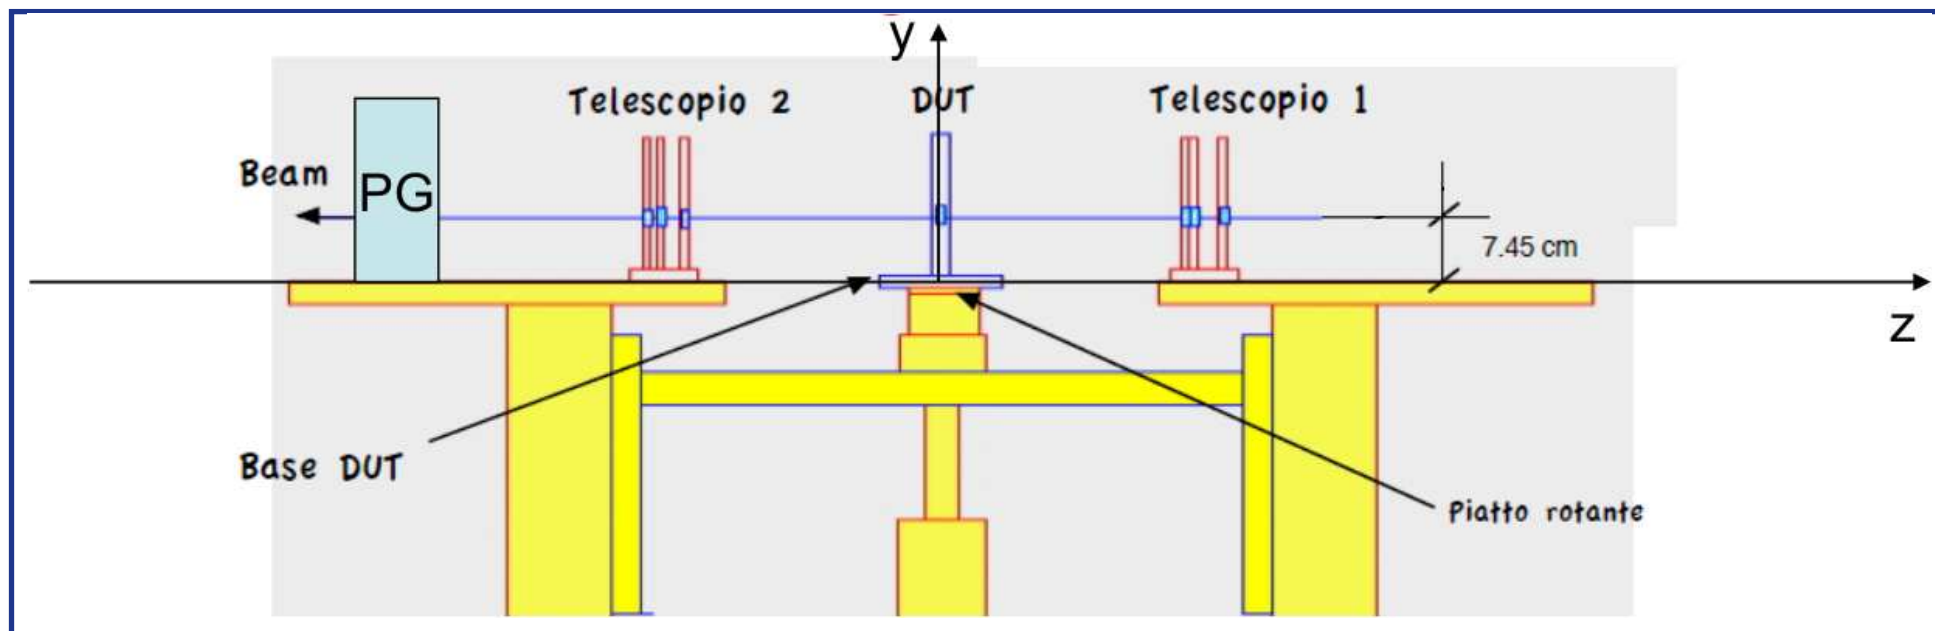 y
Telescopio 2
DUT
Telescopio 1
Beam
PG
7.45 cm
z
Base DUT
Piatto rotante